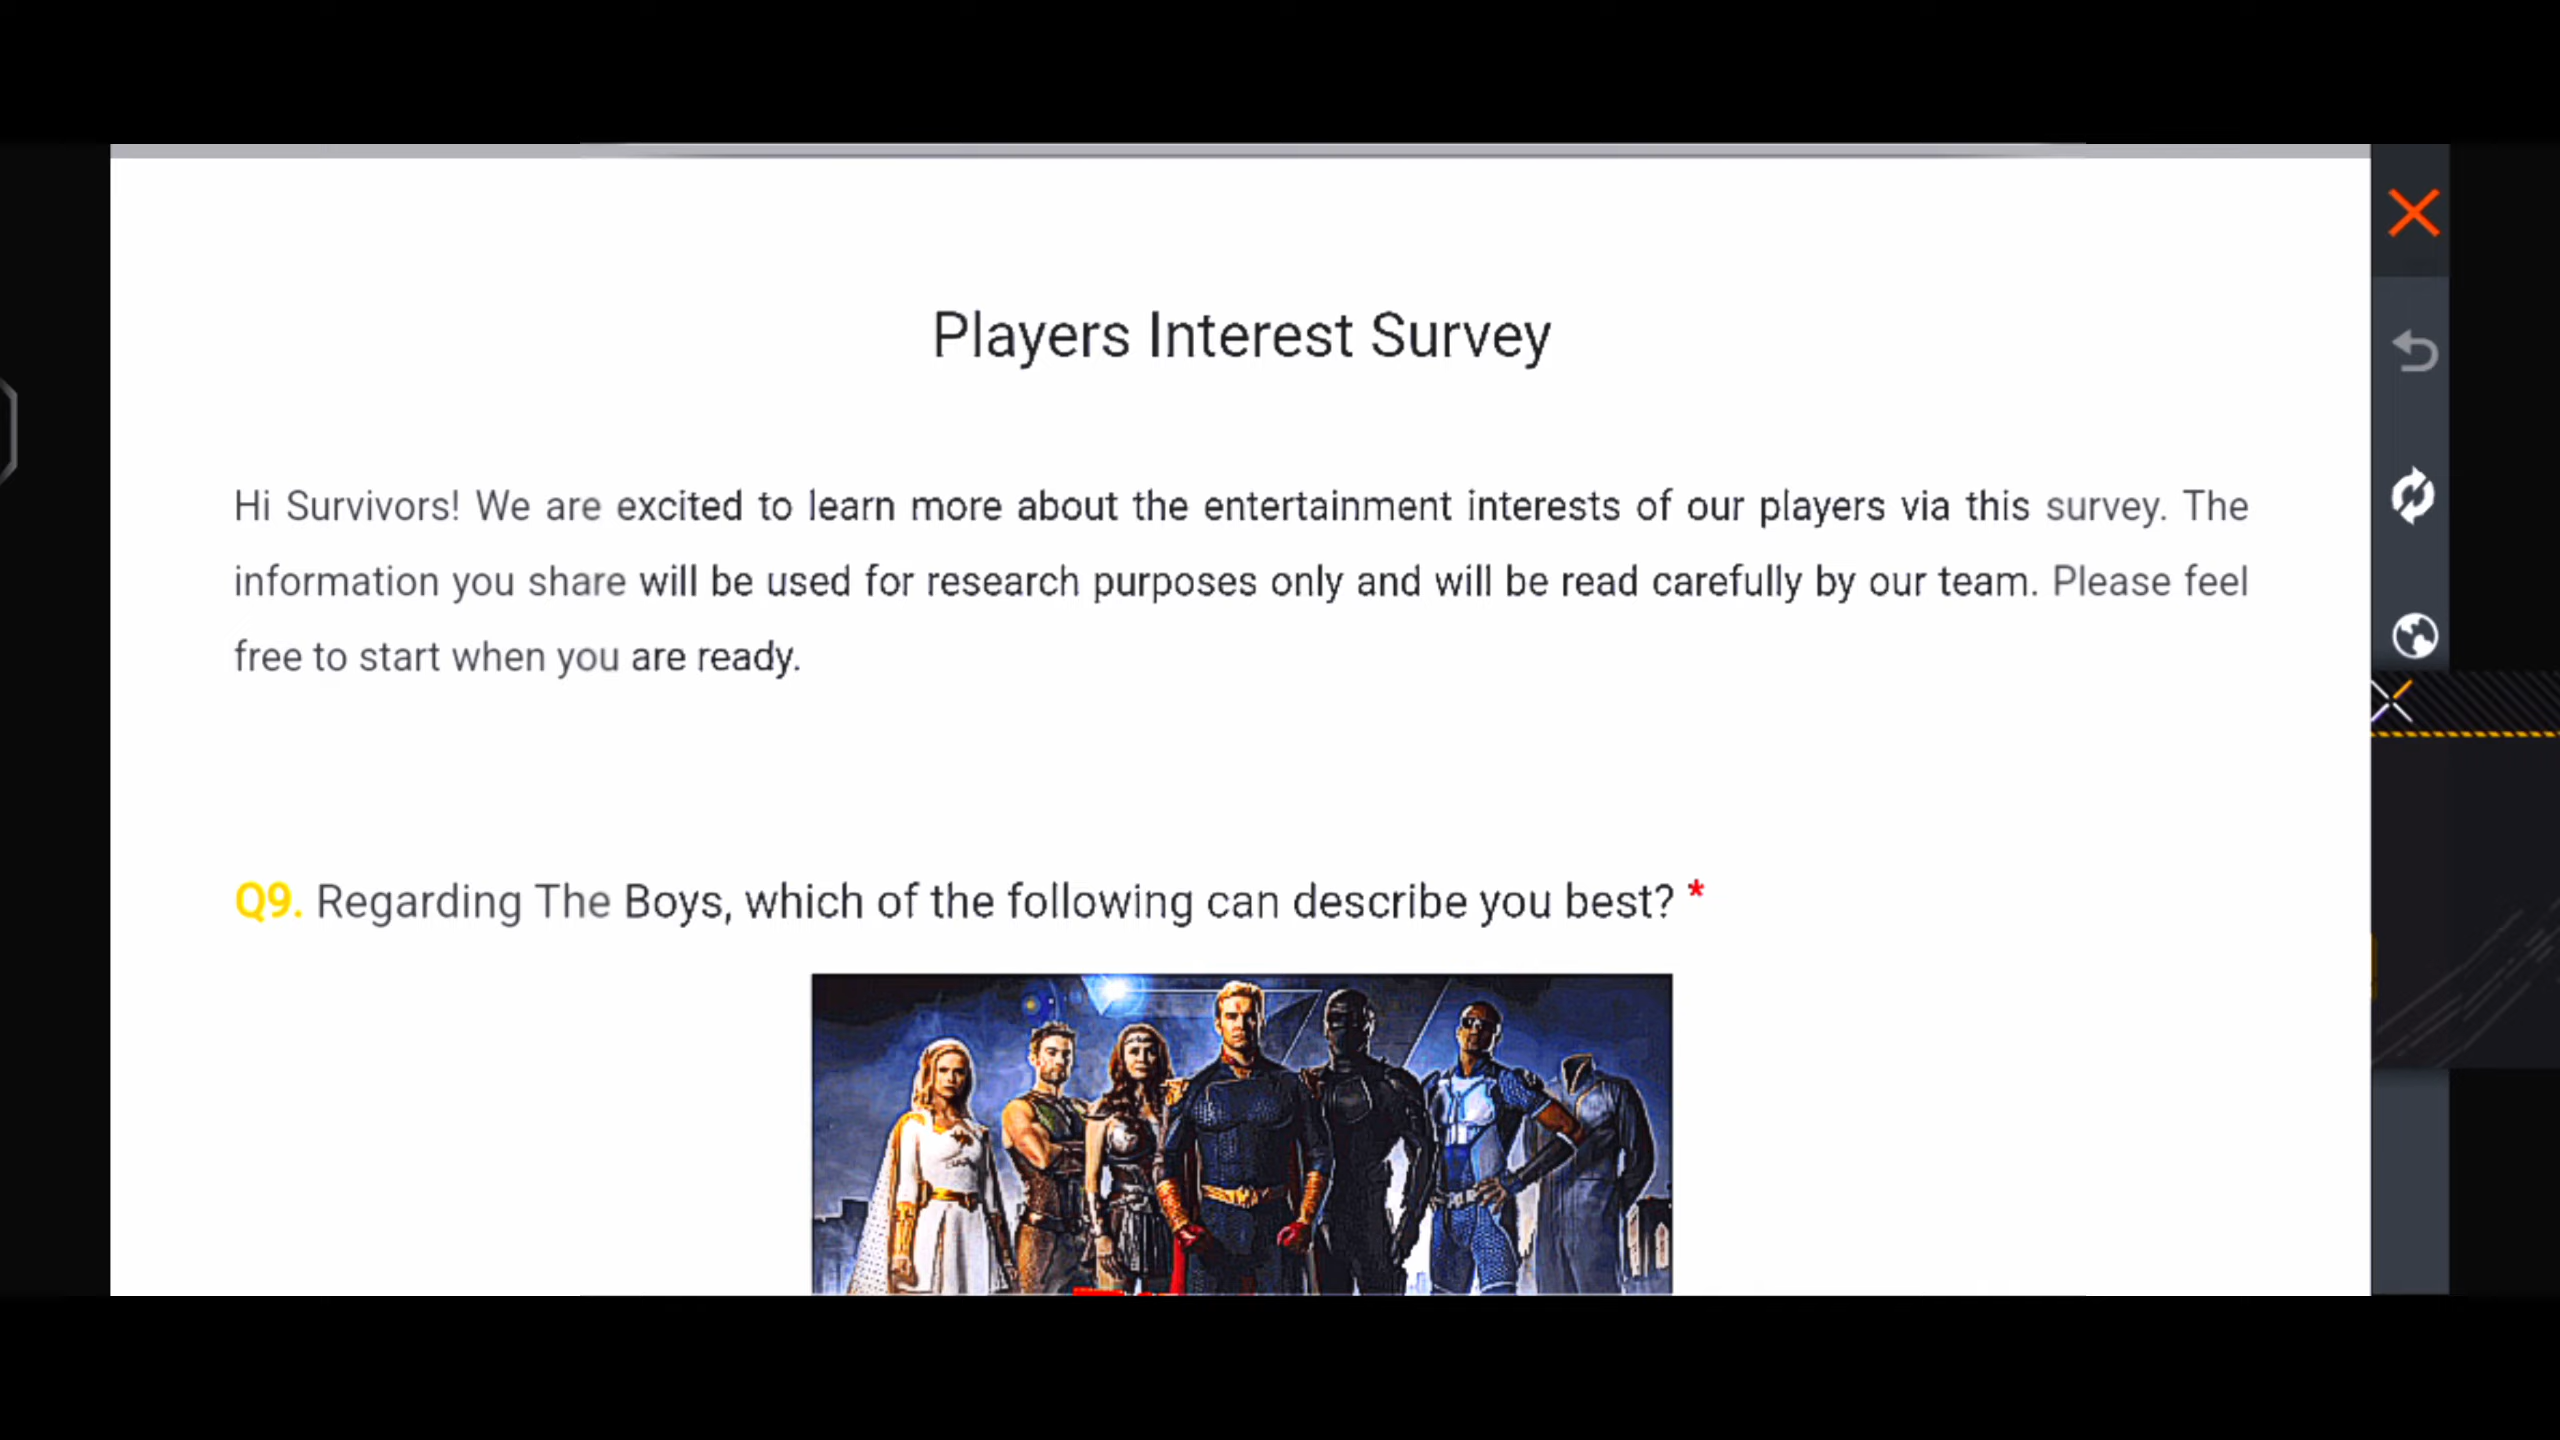 Players Interest Survey
Hi Survivors! We are excited to learn more about the entertainment interests of our players via this survey. The
information you share will be used for research purposes only and will be read carefully by our team. Please feel
free to start when you are ready.
Q9. Regarding The Boys, which of the following can describe you best? *